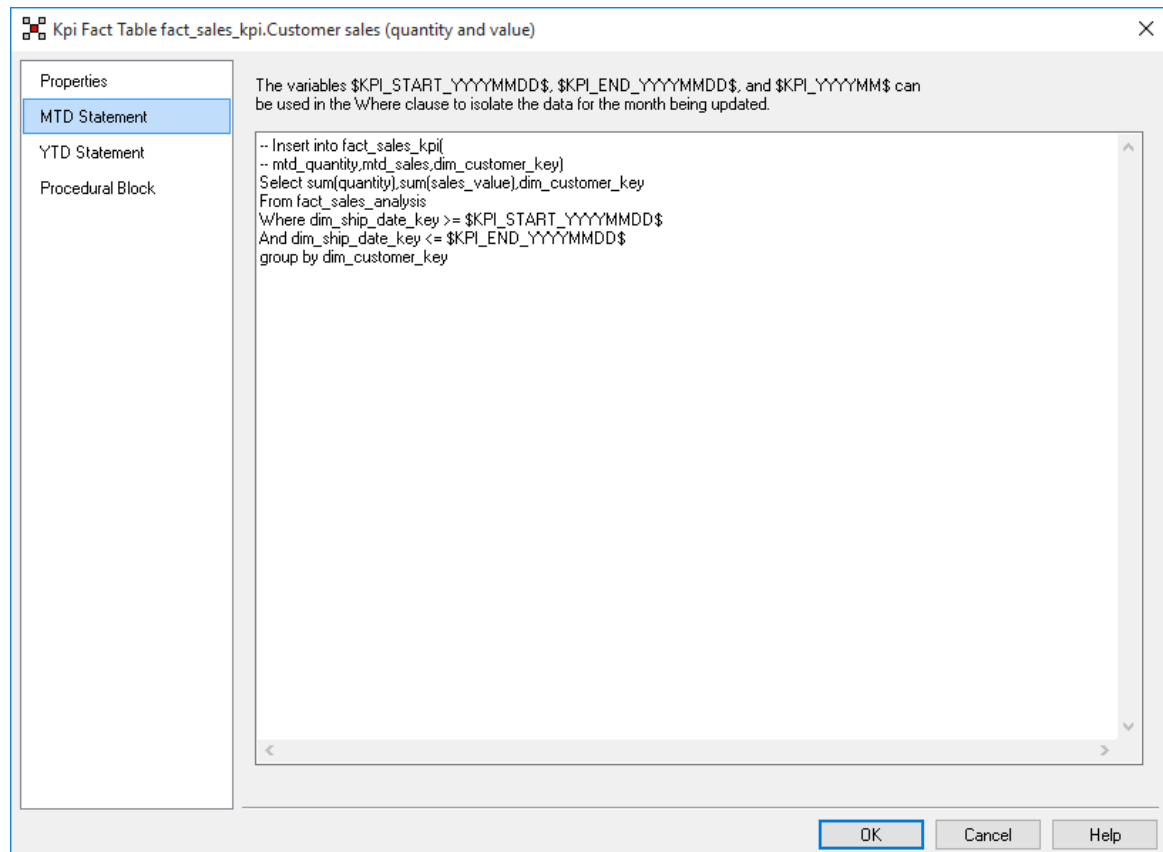 Kpi Fact Table fact_sales_kpi.Customer sales (quantity and value)
Properties
MTD Statement
YTD Statement
Procedural Block
The variables $KPI_START_YYYYMMDD$, $KPI_END_YYYYMMDD$, and $KPI_YYYYMM$ can
be used in the Where clause to isolate the data for the month being updated.
-- Insert into fact_sales_kpi(
-- mtd_quantity,mtd_sales,dim_customer_key)
Select sum(quantity),sum(sales_value),dim_customer_key
From fact_sales_analysis
Where dim_ship_date_key >= $KPI_START_YYYYMMDD$
And dim_ship_date_key <= $KPI_END_YYYYMMDD$
group by dim_customer_key
OK
Cancel
Help